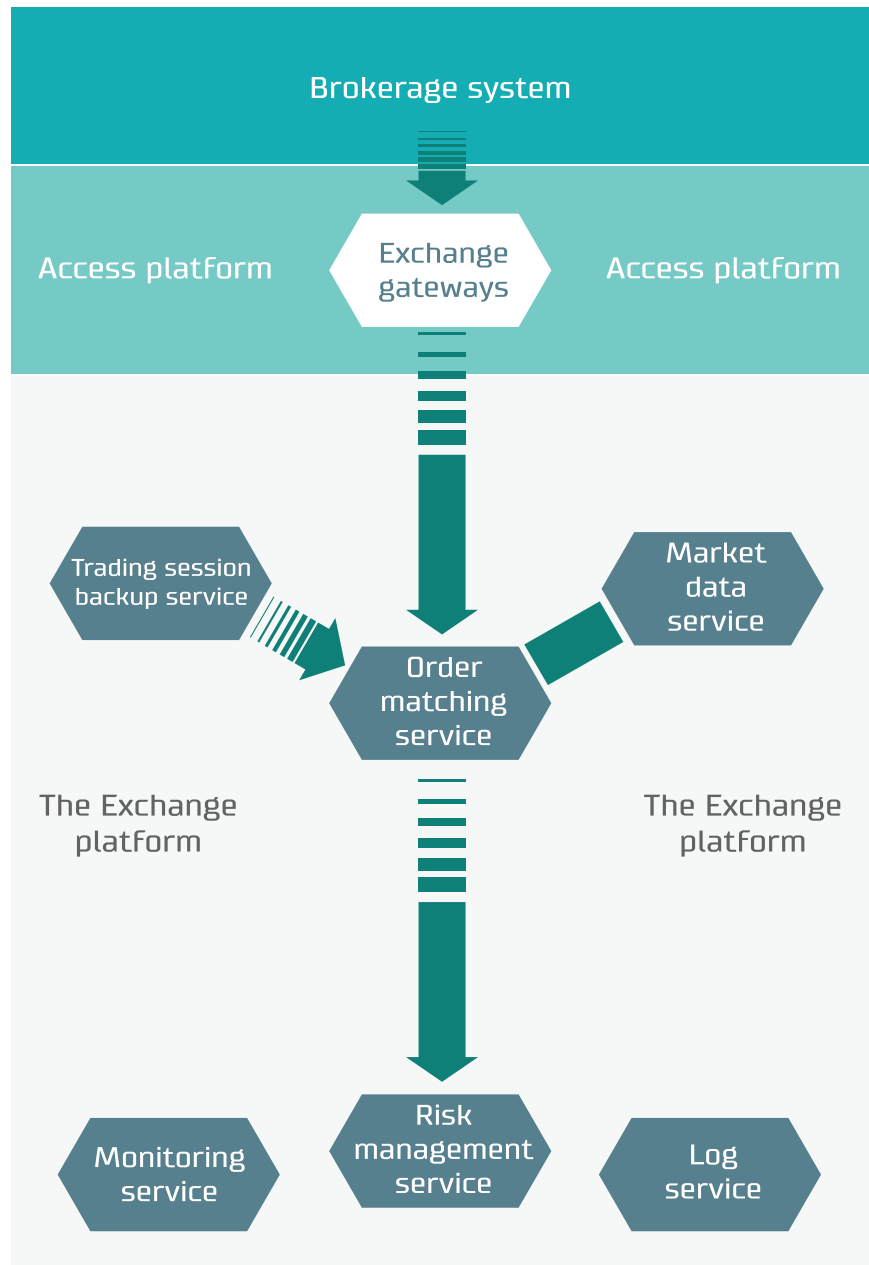 Brokerage system
Access platform
Exchange
gateways
Access platform
Trading session
backup service
Market
data
service
Order
matching
service
The Exchange
platform
The Exchange
platform
Monitoring
service
Risk
management
service
Log
service